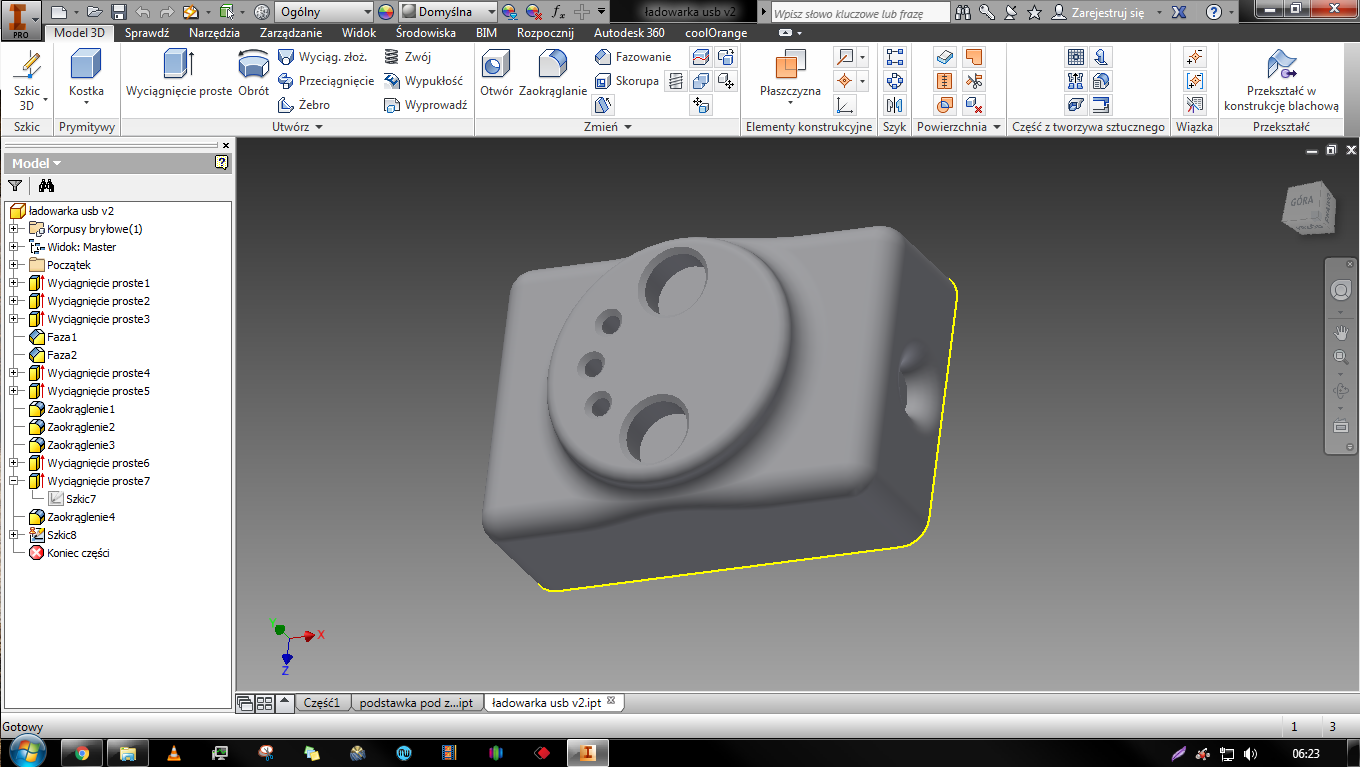 PRO
Ogólny
Domyślna
ładowarka usb v2
Wpisz słowo kluczowe lub frazę
Zarejestruj się
Model 3D
Sprawdź
Narzędzia
Zarządzanie
Widok
Środowiska
BIM
Rozpocznij
Autodesk 360
coolOrange
Szkic
3D
Kostka
Wyciągnięcie proste
Obrót
Wyciąg. złoż.
Przeciągnięcie
Żebro
Zwój
Wypukłość
Wyprowadź
Otwór
Zaokrąglanie
Fazowanie
Skorupa
Płaszczyzna
Przekształć w
konstrukcję blachową
Szkic
Prymitywy
Utwórz
Zmień
Elementy konstrukcyjne
Szyk
Powierzchnia
Część z tworzywa sztucznego
Wiązka
Przekształć
Model
ładowarka usb v2
Korpusy bryłowe(1)
Widok: Master
Początek
Wyciągnięcie proste1
Wyciągnięcie proste2
Wyciągnięcie proste3
Faza1
Faza2
Wyciągnięcie proste4
Wyciągnięcie proste5
Zaokrąglenie1
Zaokrąglenie2
Zaokrąglenie3
Wyciągnięcie proste6
Wyciągnięcie proste7
Szkic7
Zaokrąglenie4
Szkic8
Koniec części
GÓRA
X
Z
Część1
podstawka pod z...ipt
ładowarka usb v2.ipt
Gotowy
1
3
06:23